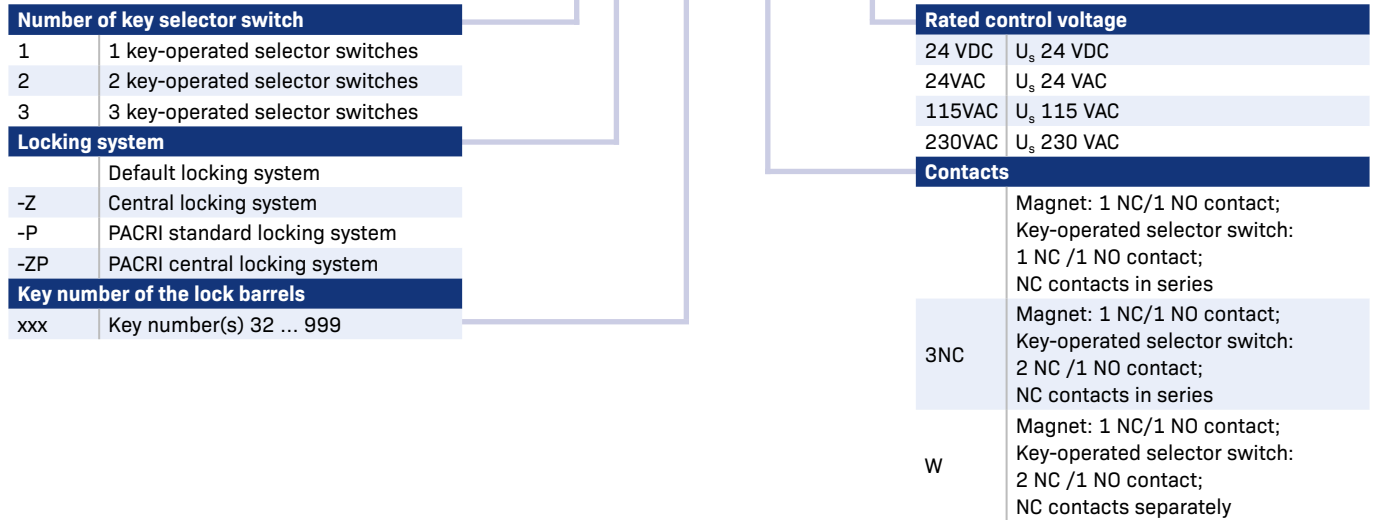 Number of key selector switch
1 1 key-operated selector switches
2 2 key-operated selector switches
3 3 key-operated selector switches
Locking system
Default locking system
-Z Central locking system
-P PACRI standard locking system
-ZP PACRI central locking system
Key number of the lock barrels
xxx Key number(s) 32 ... 999
Rated control voltage
24 VDC Us 24 VDC
24VAC Us 24 VAC
115VAC Us 115 VAC
230VAC Us 230 VAC
Contacts
Magnet: 1 NC/1 NO contact;
Key-operated selector switch:
1 NC /1 NO contact;
NC contacts in series
Magnet: 1 NC/1 NO contact;
Key-operated selector switch:
3NC
2 NC /1 NO contact;
NC contacts in series
Magnet: 1 NC/1 NO contact;
Key-operated selector switch:
W
2 NC /1 NO contact;
NC contacts separately